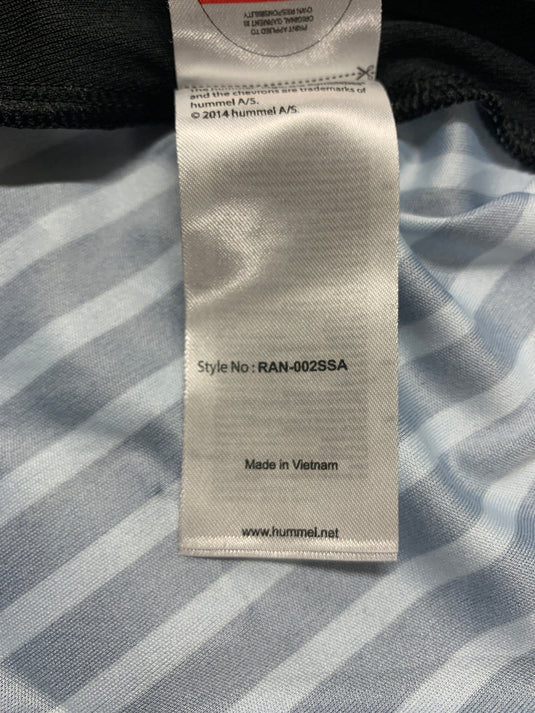 PRINT APPLIED TO
ORIGINAL GARMENT IS
OWN RESPONSIBILITY
and the chevrons are trademarks of
hummel A/S.
© 2014 hummel A/S.
Style No : RAN-002SSA
Made in Vietnam
www.hummel.net